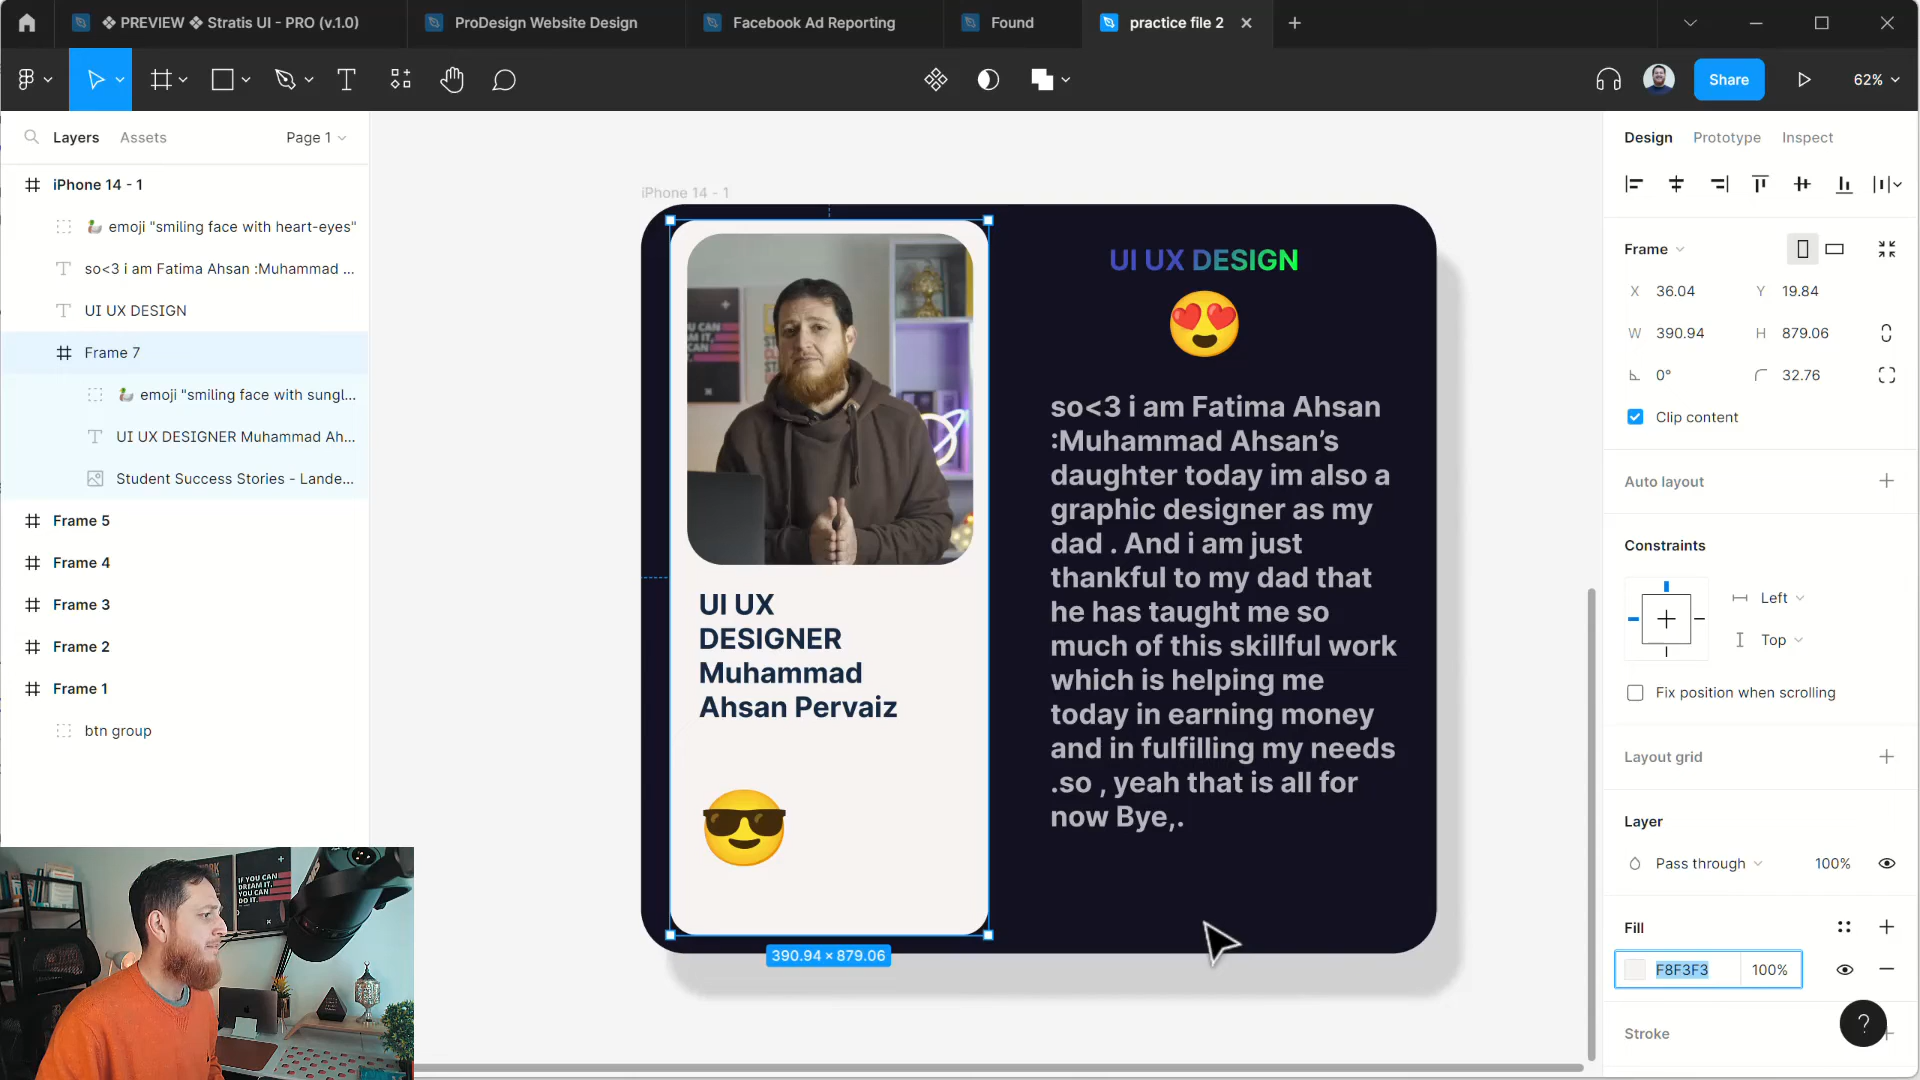 ❖ PREVIEW ❖ Stratis UI - PRO (v.1.0)
ProDesign Website Design
Facebook Ad Reporting
Found
practice file 2
Share
62%
Layers
Assets
Page 1
iPhone 14 - 1
emoji "smiling face with heart-eyes"
so<3 i am Fatima Ahsan :Muhammad ...
UI UX DESIGN
Frame 7
emoji "smiling face with sungl...
UI UX DESIGNER Muhammad Ah...
Student Success Stories - Lande...
Frame 5
Frame 4
Frame 3
Frame 2
Frame 1
btn group
iPhone 14 - 1
UI UX
DESIGNER
Muhammad
Ahsan Pervaiz
390.94 × 879.06
UI UX DESIGN
so<3 i am Fatima Ahsan
:Muhammad Ahsan’s
daughter today im also a
graphic designer as my
dad . And i am just
thankful to my dad that
he has taught me so
much of this skillful work
which is helping me
today in earning money
and in fulfilling my needs
.so , yeah that is all for
now Bye,.
Design
Prototype
Inspect
Frame
X 36.04
Y 19.84
W 390.94
H 879.06
0°
32.76
Clip content
Auto layout
Constraints
Left
Top
Fix position when scrolling
Layout grid
Layer
Pass through
100%
Fill
F8F3F3
100%
Stroke
?
IF YOU CAN
DREAM IT,
YOU CAN
DO IT.